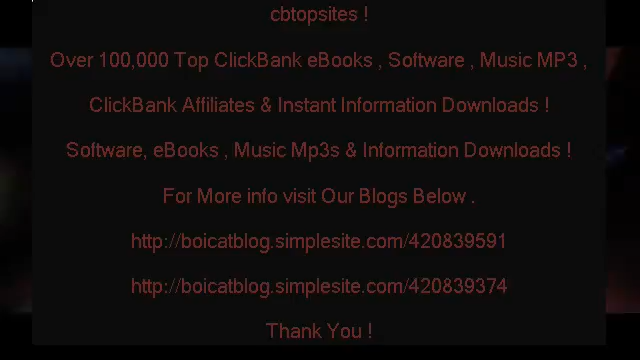 cbtopsites !
Over 100,000 Top ClickBank eBooks , Software , Music MP3 ,
ClickBank Affiliates & Instant Information Downloads !
Software, eBooks , Music Mp3s & Information Downloads !
For More info visit Our Blogs Below .
http://boicatblog.simplesite.com/420839591
http://boicatblog.simplesite.com/420839374
Thank You !